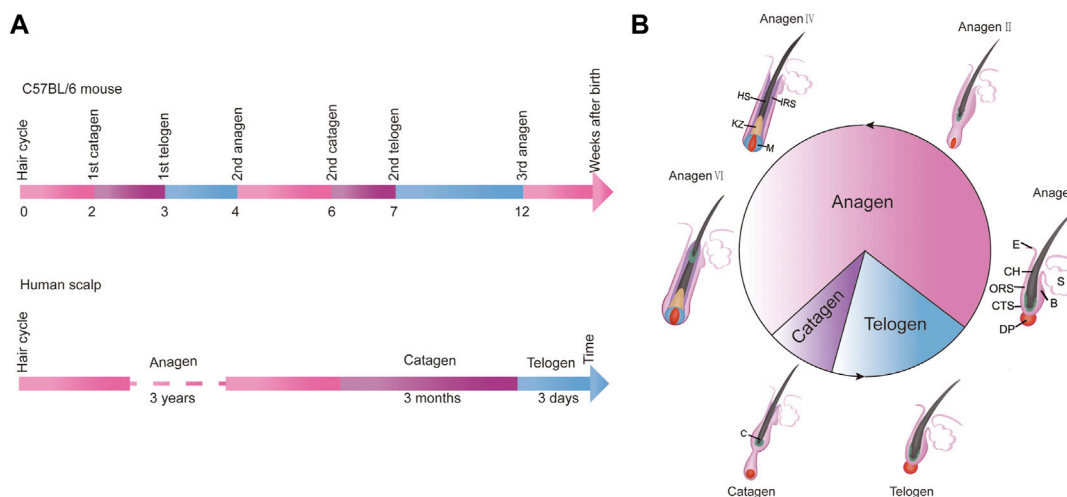 A
C57BL/6 mouse
Hair cycle
1st catagen
1st telogen
2nd anagen
2nd catagen
2nd telogen
3rd anagen
Weeks after birth
0 2 3 4 6 7 12
Human scalp
Hair cycle
Anagen
3 years
Catagen
3 months
Telogen
3 days
Time
B
Anagen Ⅳ
HS
IRS
KZ
M
Anagen Ⅱ
Anagen Ⅵ
Anagen
Catagen
Telogen
Anage
E
CH
S
ORS
B
CTS
DP
C
Catagen
Telogen